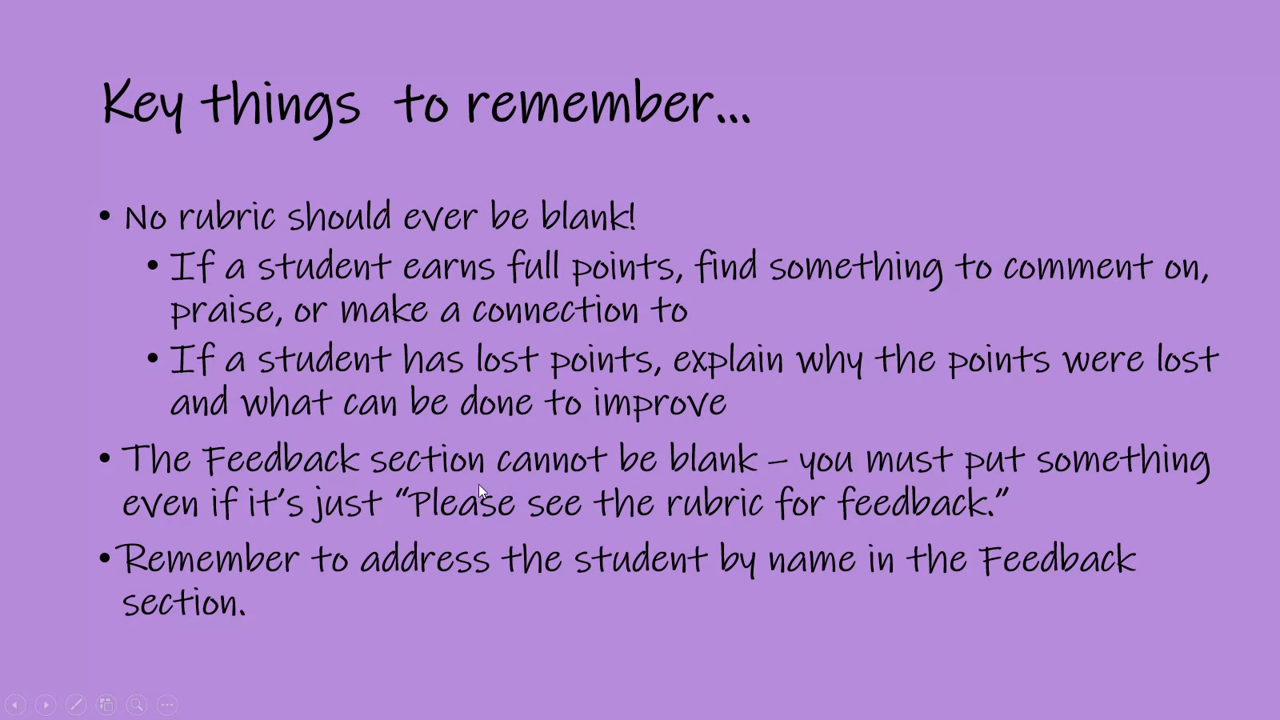 Key things to remember...
• No rubric should ever be blank!
• If a student earns full points, find something to comment on,
praise, or make a connection to
• If a student has lost points, explain why the points were lost
and what can be done to improve
• The Feedback section cannot be blank – you must put something
even if it's just “Please see the rubric for feedback.”
• Remember to address the student by name in the Feedback
section.